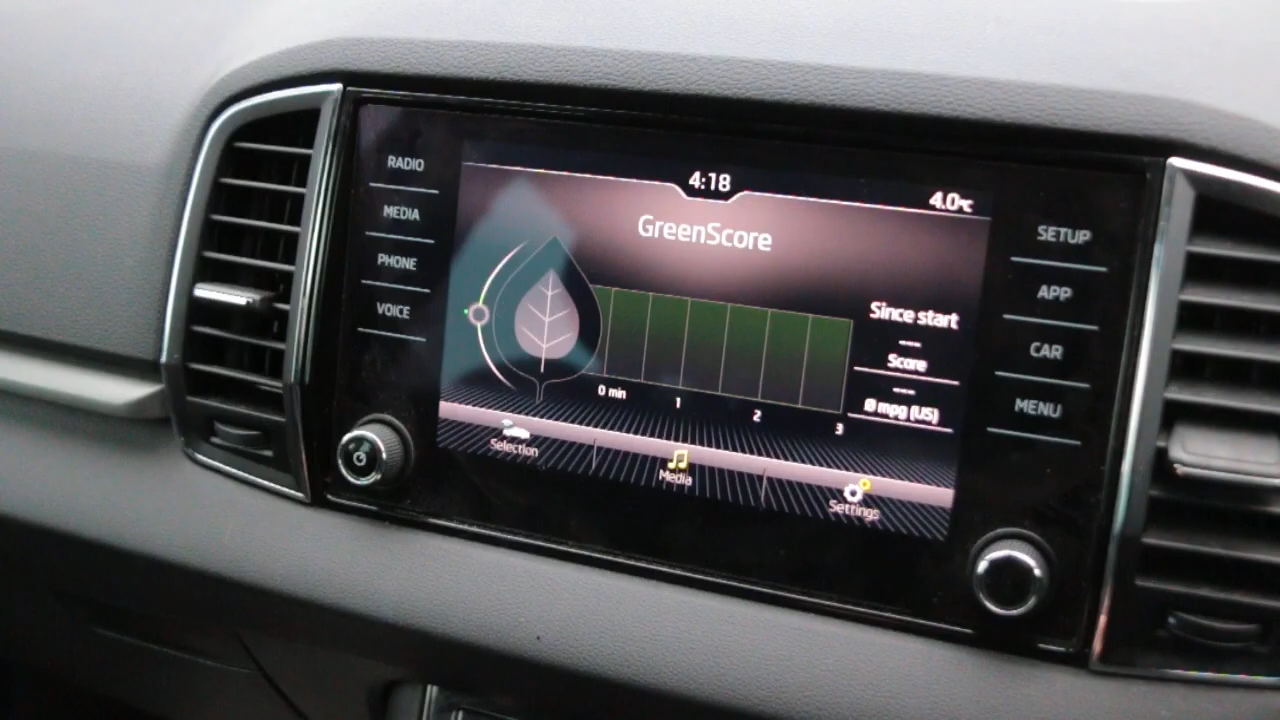 RADIO
MEDIA
PHONE
VOICE
4:18
4.0°C
GreenScore
Since start
----
Score
----
Ø mpg (US)
0 min
1
2
3
Selection
Media
Settings
SETUP
APP
CAR
MENU